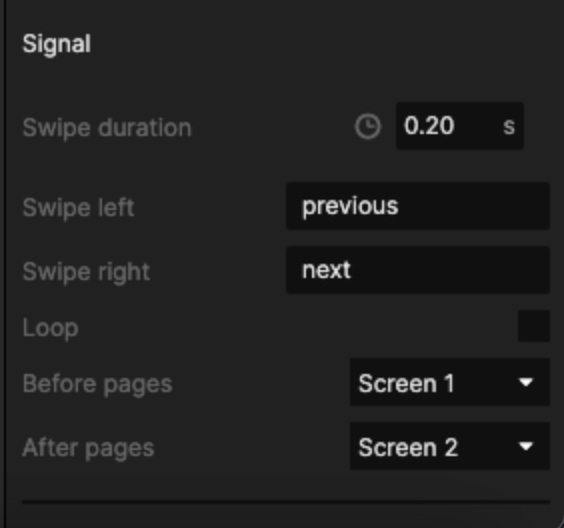 Signal
Swipe duration 0.20 s
Swipe left previous
Swipe right next
Loop
Before pages Screen 1
After pages Screen 2